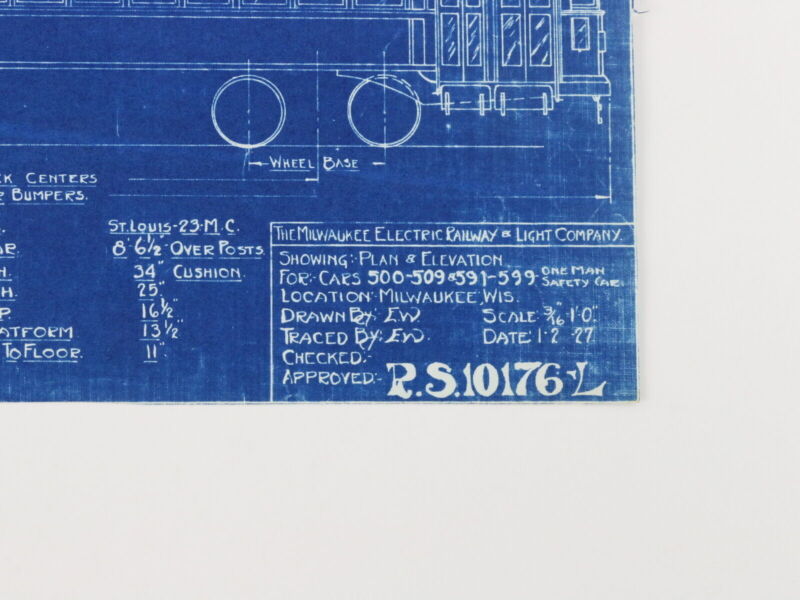 WHEEL BASE
CENTERS
BUMPERS.
ST. LOUIS-23-M.C.
8' 6½" OVER POSTS.
34" CUSHION.
25"
16½"
13½"
TO FLOOR. 11"
THE MILWAUKEE ELECTRIC RAILWAY & LIGHT COMPANY.
SHOWING:- PLAN & ELEVATION
FOR:- CARS 500-509 & 591-599- ONE MAN SAFETY CAR.
LOCATION- MILWAUKEE, WIS.
DRAWN BY:- E.W. SCALE 3/16"-1'0"
TRACED BY:- E.W. DATE:- 1-2-27
CHECKED:-
APPROVED:- P.S.10176-L